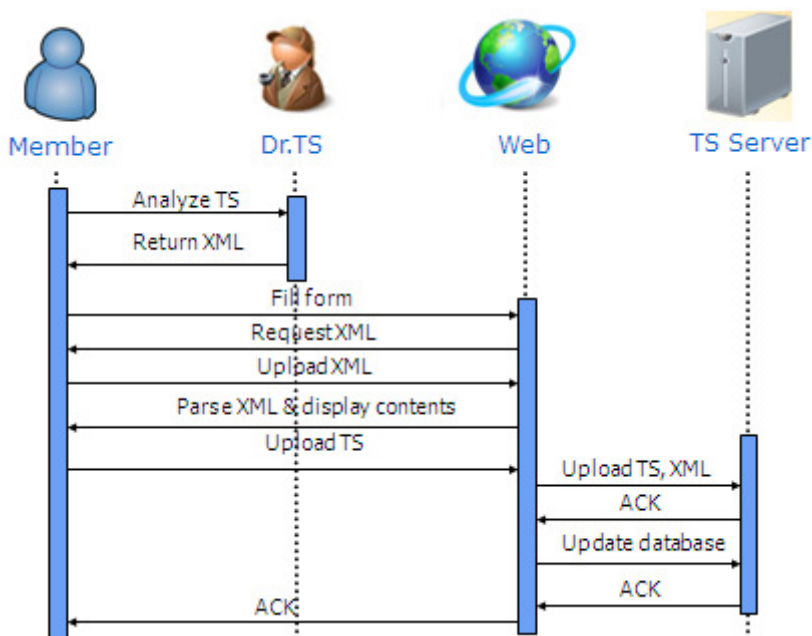 Member
Dr.TS
Web
TS Server
Analyze TS
Return XML
Fill form
Request XML
Upload XML
Parse XML & display contents
Upload TS
Upload TS, XML
ACK
Update database
ACK
ACK